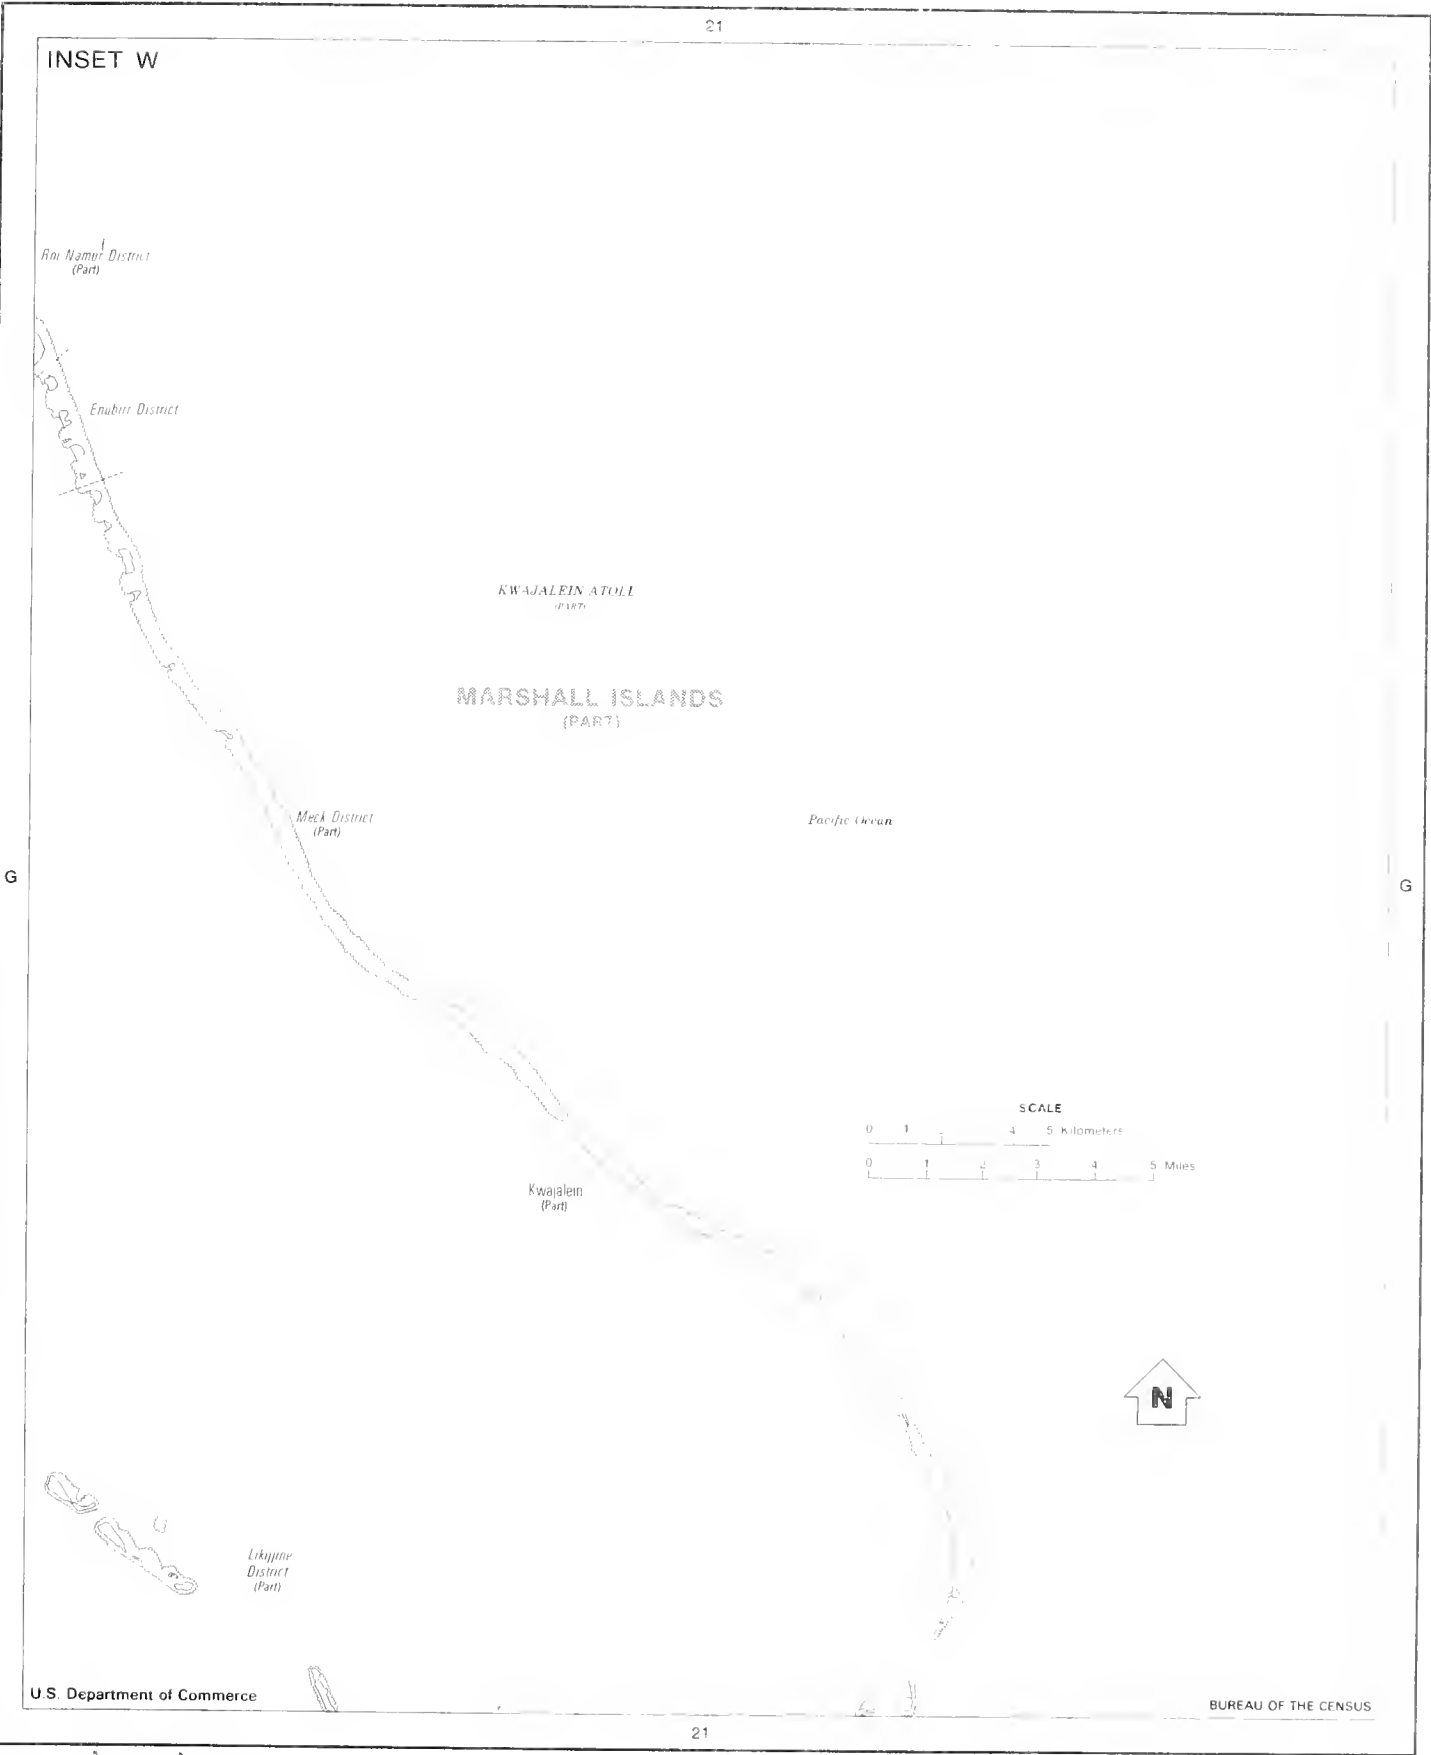 21
INSET W
Roi Namur District
(Part)
Enubirr District
KWAJALEIN ATOLL
(PART)
MARSHALL ISLANDS
(PART)
Meck District
(Part)
Pacific Ocean
G
G
SCALE
0 1 4 5 Kilometers
0 1 2 3 4 5 Miles
Kwajalein
(Part)
N
Likijjine
District
(Part)
U.S. Department of Commerce
BUREAU OF THE CENSUS
21